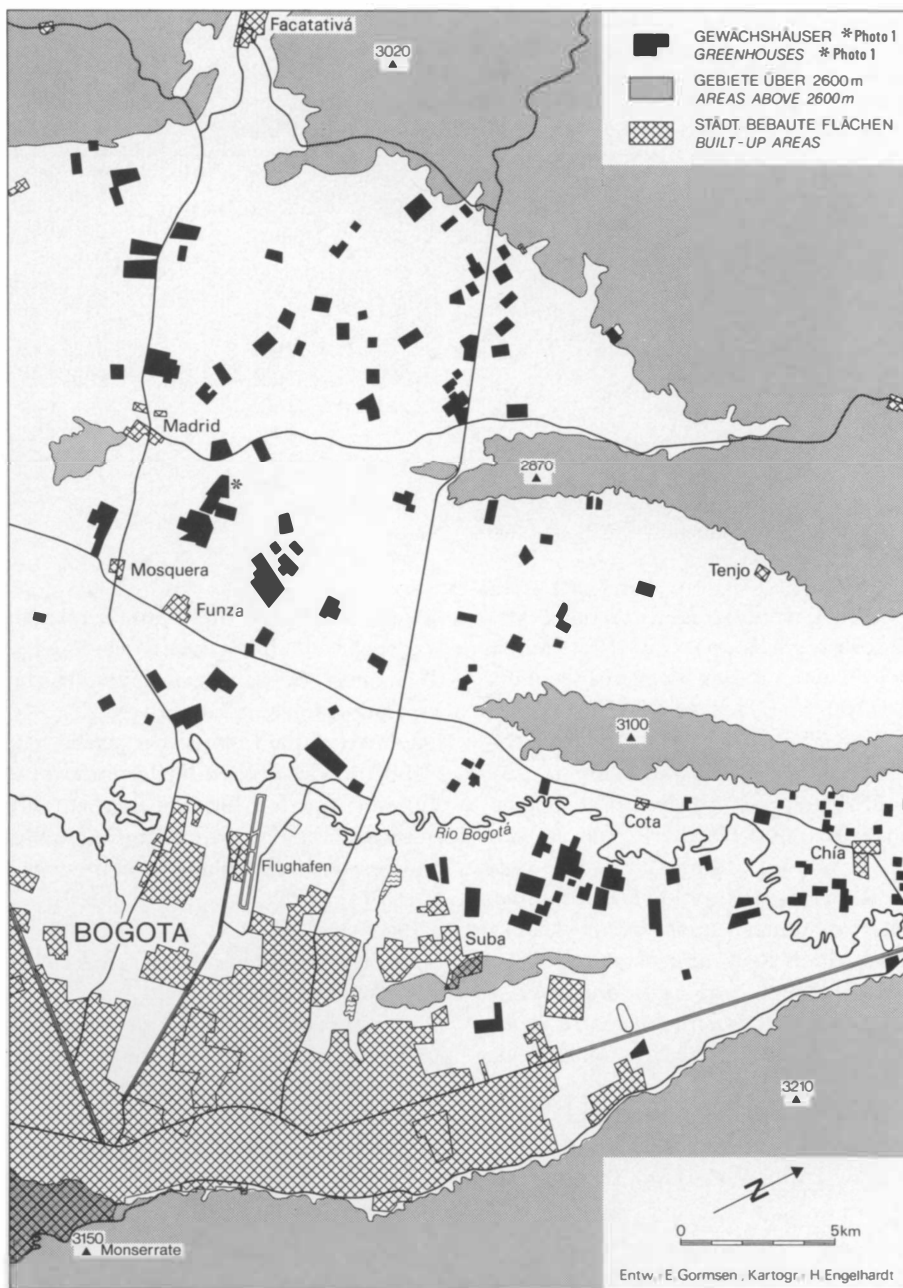 Facatativá
3020
GEWÄCHSHÄUSER * Photo 1
GREENHOUSES * Photo 1
GEBIETE ÜBER 2600 m
AREAS ABOVE 2600 m
STÄDT. BEBAUTE FLÄCHEN
BUILT-UP AREAS
Madrid
2870
*
Mosquera
Tenjo
Funza
3100
Cota
Rio Bogotá
Chía
Flughafen
BOGOTA
Suba
3210
N
0 5km
3150
Monserrate
Entw. E. Gormsen, Kartogr. H. Engelhardt